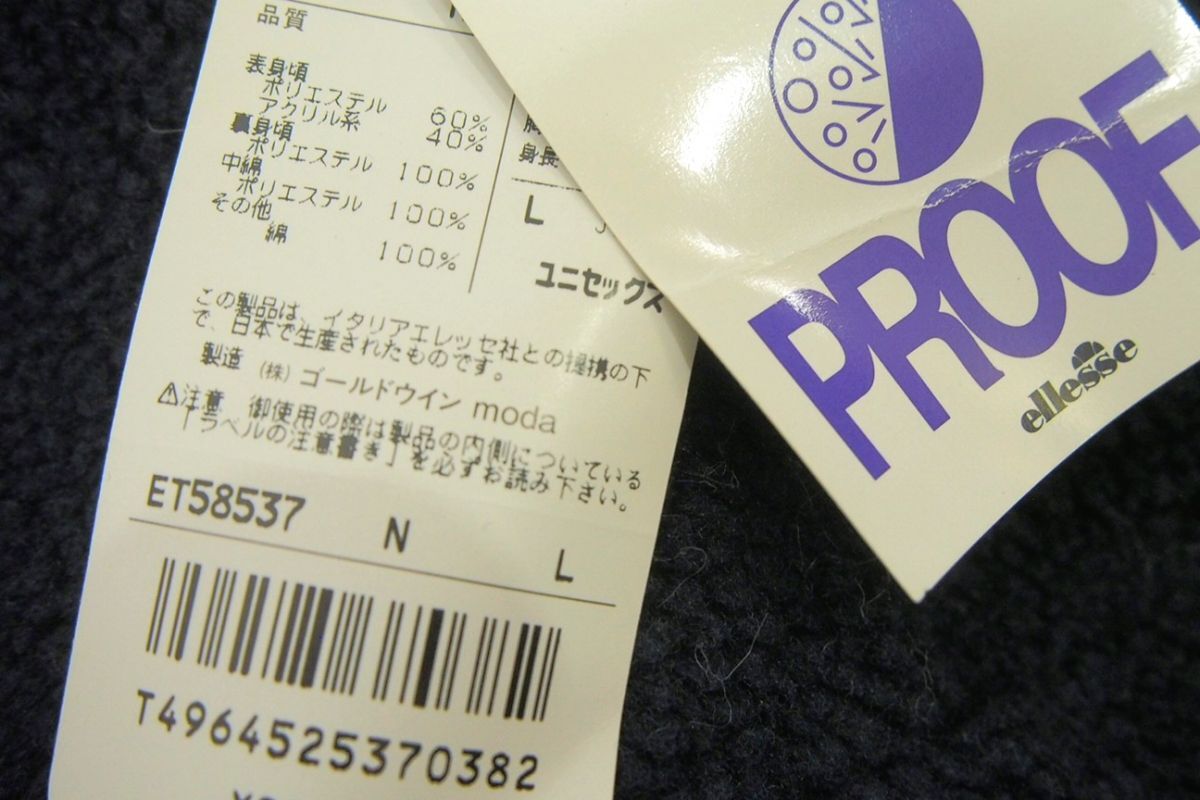 品質
表身頃
ポリエステル 60%
アクリル系 40%
裏身頃
ポリエステル 100%
中綿
ポリエステル 100%
その他
綿 100%
身長
L
ユニセックス
この製品は、イタリアエレッセ社との提携の下
で、日本で生産されたものです。
製造 (株) ゴールドウイン moda
⚠注意 御使用の際は製品の内側についている
「ラベルの注意書き」を必ずお読み下さい。
ET58537 N L
T4964525370382
PROOF
ellesse